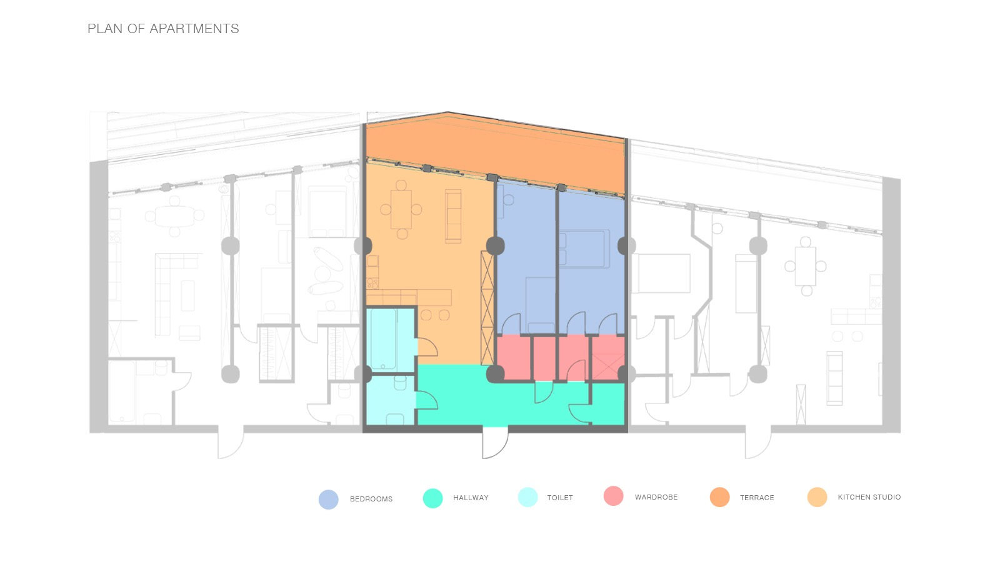 PLAN OF APARTMENTS
BEDROOMS
HALLWAY
TOILET
WARDROBE
TERRACE
KITCHEN STUDIO